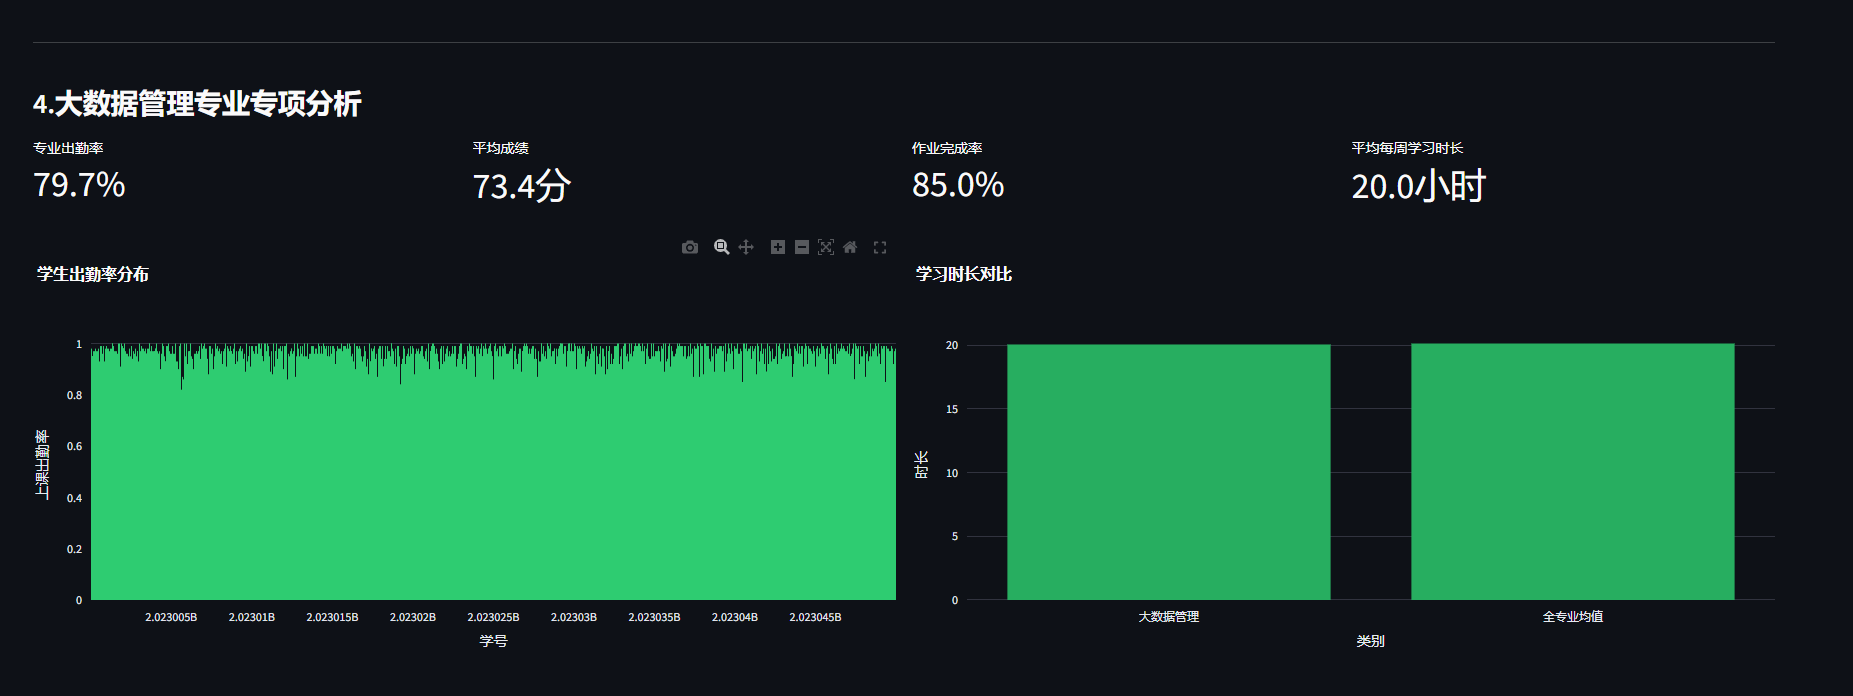 4.大数据管理专业专项分析
专业出勤率
79.7%
平均成绩
73.4分
作业完成率
85.0%
平均每周学习时长
20.0小时
学生出勤率分布
1
0.8
0.6
0.4
0.2
0
上课出勤率
2.023005B
2.02301B
2.023015B
2.02302B
2.023025B
2.02303B
2.023035B
2.02304B
2.023045B
学号
学习时长对比
20
15
10
5
0
时长
大数据管理
全专业均值
类别